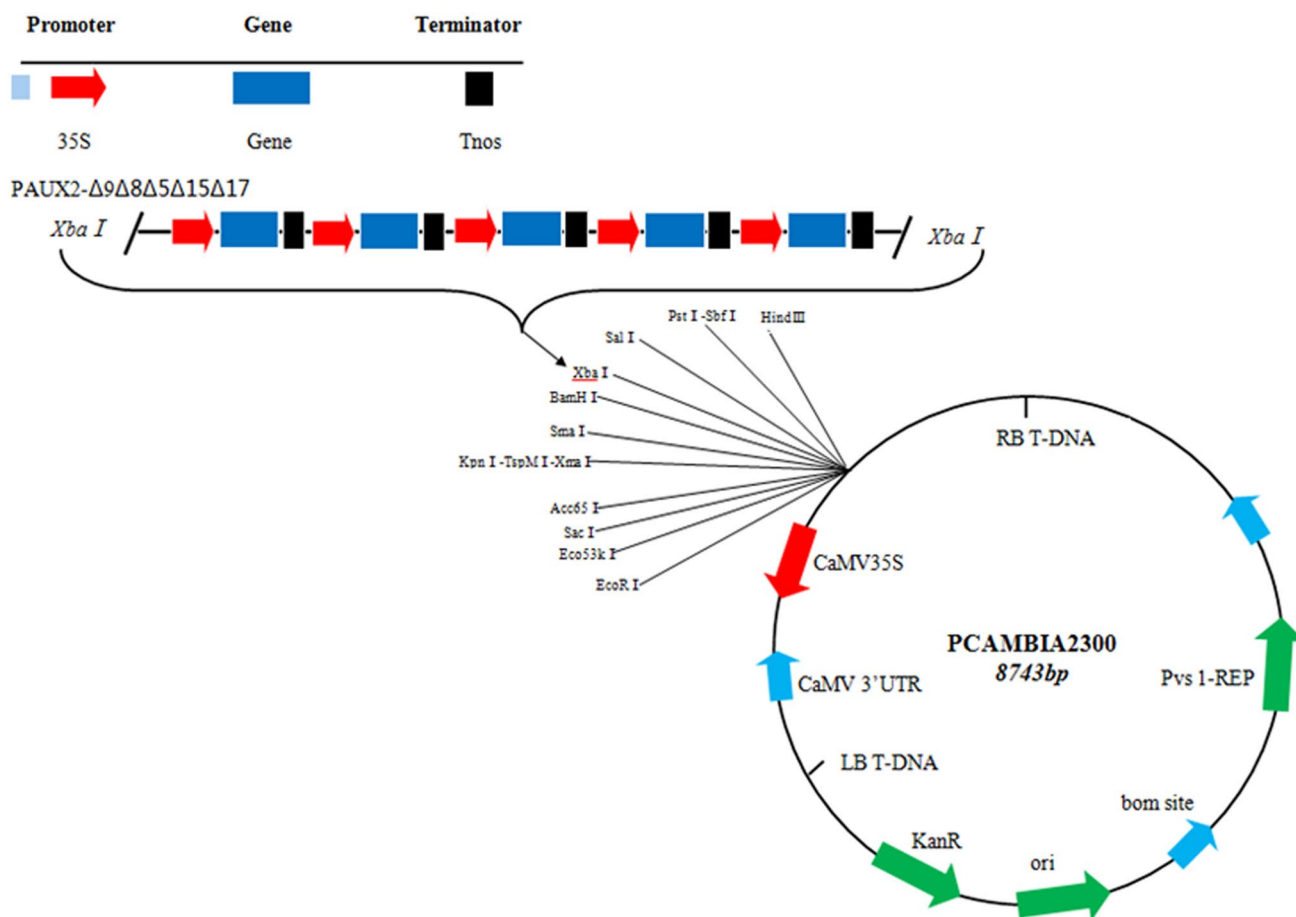 Promoter Gene Terminator
35S Gene Tnos
PAUX2-Δ9Δ8Δ5Δ15Δ17
Xba I Xba I
Pst I -Sbf I HindIII
Sal I
Xba I
BamH I
Sma I
Kpn I -TspM I -Xma I
Acc65 I
Sac I
Eco53k I
EcoR I
RB T-DNA
CaMV35S
PCAMBIA2300
8743bp
Pvs 1-REP
CaMV 3’UTR
LB T-DNA
bom site
KanR
ori